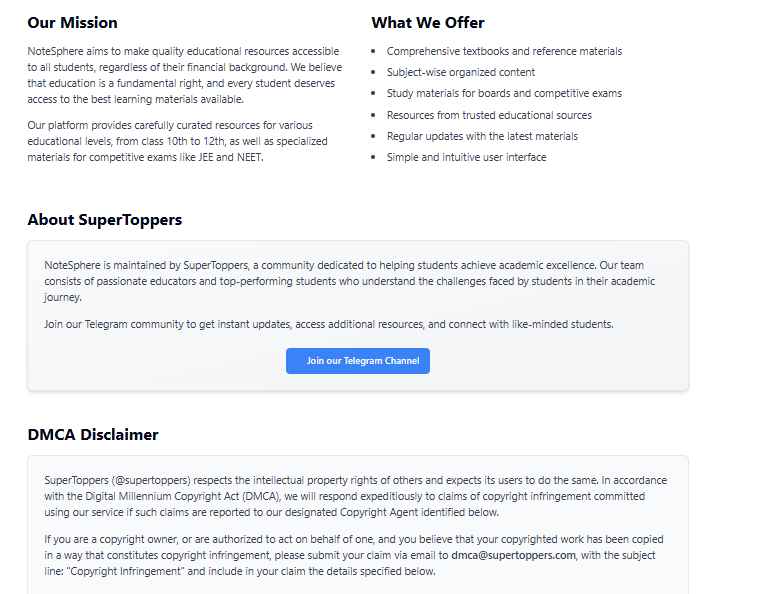 Our Mission
NoteSphere aims to make quality educational resources accessible
to all students, regardless of their financial background. We believe
that education is a fundamental right, and every student deserves
access to the best learning materials available.
Our platform provides carefully curated resources for various
educational levels, from class 10th to 12th, as well as specialized
materials for competitive exams like JEE and NEET.
What We Offer
• Comprehensive textbooks and reference materials
• Subject-wise organized content
• Study materials for boards and competitive exams
• Resources from trusted educational sources
• Regular updates with the latest materials
• Simple and intuitive user interface
About SuperToppers
NoteSphere is maintained by SuperToppers, a community dedicated to helping students achieve academic excellence. Our team
consists of passionate educators and top-performing students who understand the challenges faced by students in their academic
journey.
Join our Telegram community to get instant updates, access additional resources, and connect with like-minded students.
Join our Telegram Channel
DMCA Disclaimer
SuperToppers (@supertoppers) respects the intellectual property rights of others and expects its users to do the same. In accordance
with the Digital Millennium Copyright Act (DMCA), we will respond expeditiously to claims of copyright infringement committed
using our service if such claims are reported to our designated Copyright Agent identified below.
If you are a copyright owner, or are authorized to act on behalf of one, and you believe that your copyrighted work has been copied
in a way that constitutes copyright infringement, please submit your claim via email to dmca@supertoppers.com, with the subject
line: "Copyright Infringement" and include in your claim the details specified below.